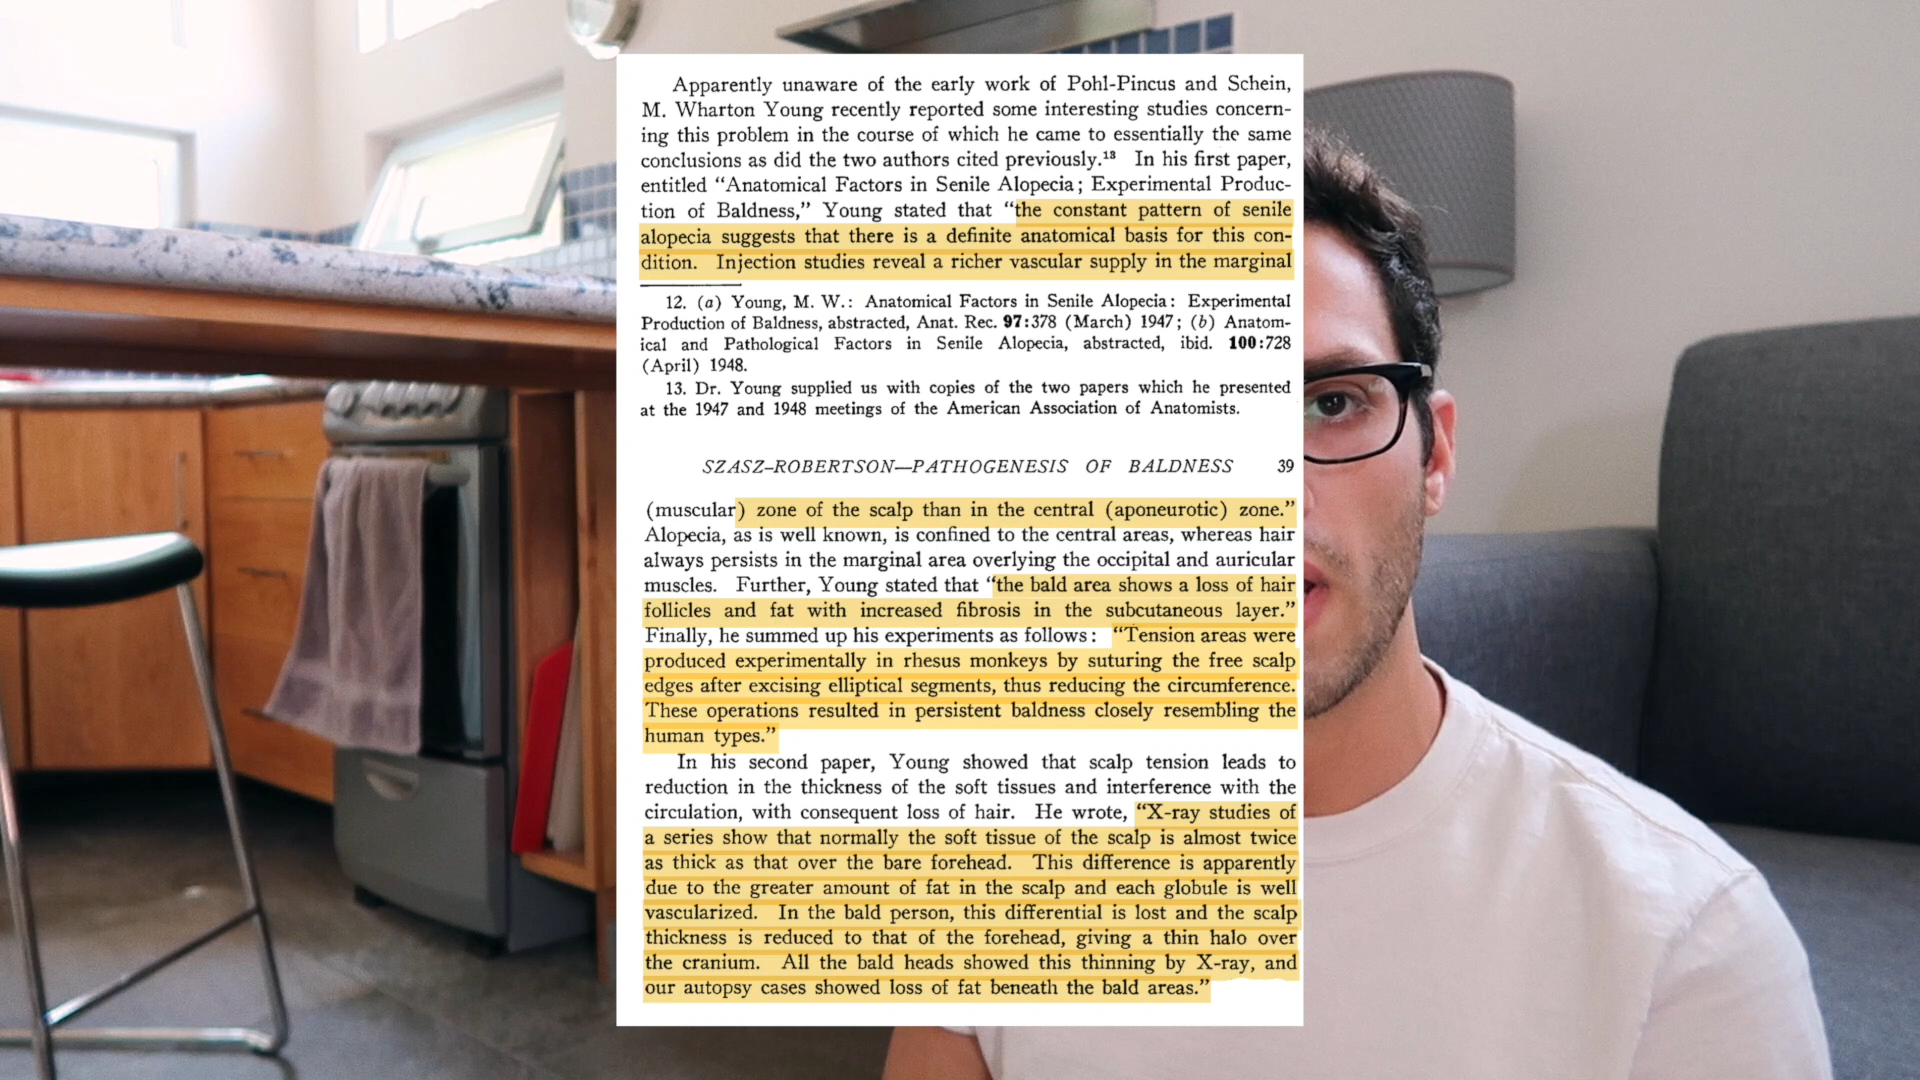 Apparently unaware of the early work of Pohl-Pincus and Schein,
M. Wharton Young recently reported some interesting studies concern-
ing this problem in the course of which he came to essentially the same
conclusions as did the two authors cited previously.¹³ In his first paper,
entitled “Anatomical Factors in Senile Alopecia; Experimental Produc-
tion of Baldness,” Young stated that “the constant pattern of senile
alopecia suggests that there is a definite anatomical basis for this con-
dition. Injection studies reveal a richer vascular supply in the marginal
12. (a) Young, M. W.: Anatomical Factors in Senile Alopecia: Experimental
Production of Baldness, abstracted, Anat. Rec. 97:378 (March) 1947; (b) Anatom-
ical and Pathological Factors in Senile Alopecia, abstracted, ibid. 100:728
(April) 1948.
13. Dr. Young supplied us with copies of the two papers which he presented
at the 1947 and 1948 meetings of the American Association of Anatomists.
SZASZ–ROBERTSON—PATHOGENESIS OF BALDNESS 39
(muscular) zone of the scalp than in the central (aponeurotic) zone.”
Alopecia, as is well known, is confined to the central areas, whereas hair
always persists in the marginal area overlying the occipital and auricular
muscles. Further, Young stated that “the bald area shows a loss of hair
follicles and fat with increased fibrosis in the subcutaneous layer.”
Finally, he summed up his experiments as follows: “Tension areas were
produced experimentally in rhesus monkeys by suturing the free scalp
edges after excising elliptical segments, thus reducing the circumference.
These operations resulted in persistent baldness closely resembling the
human types.”
In his second paper, Young showed that scalp tension leads to
reduction in the thickness of the soft tissues and interference with the
circulation, with consequent loss of hair. He wrote, “X-ray studies of
a series show that normally the soft tissue of the scalp is almost twice
as thick as that over the bare forehead. This difference is apparently
due to the greater amount of fat in the scalp and each globule is well
vascularized. In the bald person, this differential is lost and the scalp
thickness is reduced to that of the forehead, giving a thin halo over
the cranium. All the bald heads showed this thinning by X-ray, and
our autopsy cases showed loss of fat beneath the bald areas.”